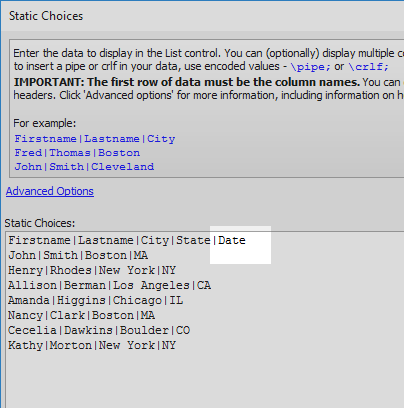 Static Choices
Enter the data to display in the List control. You can (optionally) display multiple c
to insert a pipe or crlf in your data, use encoded values - \pipe; or \crlf;
IMPORTANT: The first row of data must be the column names. You can
headers. Click 'Advanced options' for more information, including information on h
For example:
Firstname|Lastname|City
Fred|Thomas|Boston
John|Smith|Cleveland
Advanced Options
Static Choices:
Firstname|Lastname|City|State|Date
John|Smith|Boston|MA
Henry|Rhodes|New York|NY
Allison|Berman|Los Angeles|CA
Amanda|Higgins|Chicago|IL
Nancy|Clark|Boston|MA
Cecelia|Dawkins|Boulder|CO
Kathy|Morton|New York|NY